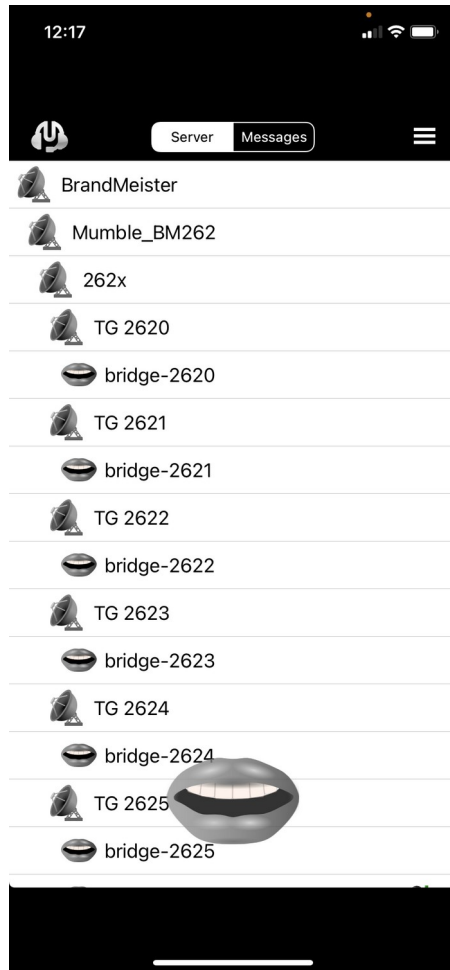 12:17
Server Messages
BrandMeister
Mumble_BM262
262x
TG 2620
bridge-2620
TG 2621
bridge-2621
TG 2622
bridge-2622
TG 2623
bridge-2623
TG 2624
bridge-2624
TG 2625
bridge-2625